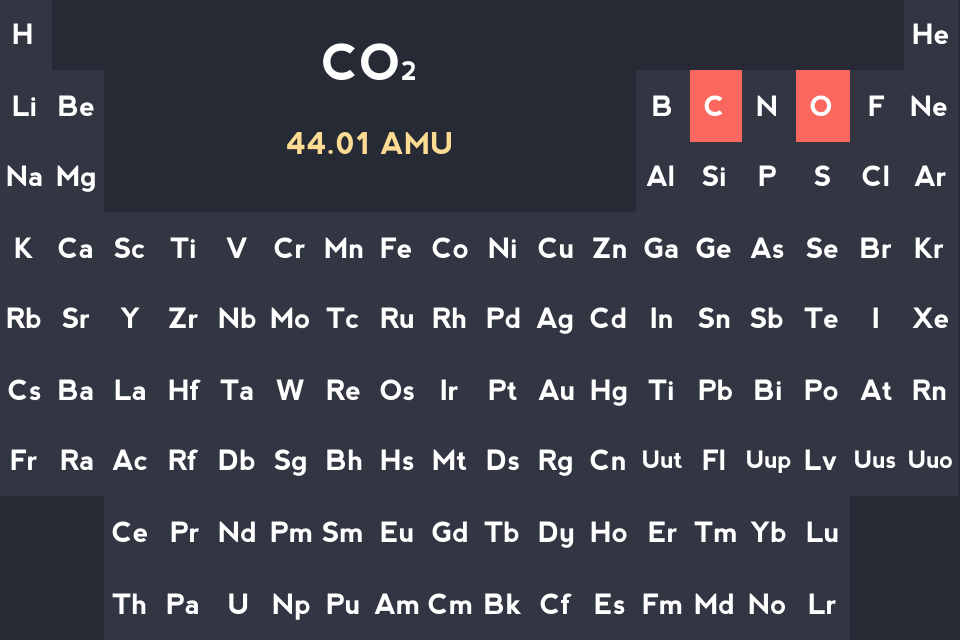 H He
CO₂
Li Be B C N O F Ne
44.01 AMU
Na Mg Al Si P S Cl Ar
K Ca Sc Ti V Cr Mn Fe Co Ni Cu Zn Ga Ge As Se Br Kr
Rb Sr Y Zr Nb Mo Tc Ru Rh Pd Ag Cd In Sn Sb Te I Xe
Cs Ba La Hf Ta W Re Os Ir Pt Au Hg Ti Pb Bi Po At Rn
Fr Ra Ac Rf Db Sg Bh Hs Mt Ds Rg Cn Uut Fl Uup Lv Uus Uuo
Ce Pr Nd Pm Sm Eu Gd Tb Dy Ho Er Tm Yb Lu
Th Pa U Np Pu Am Cm Bk Cf Es Fm Md No Lr